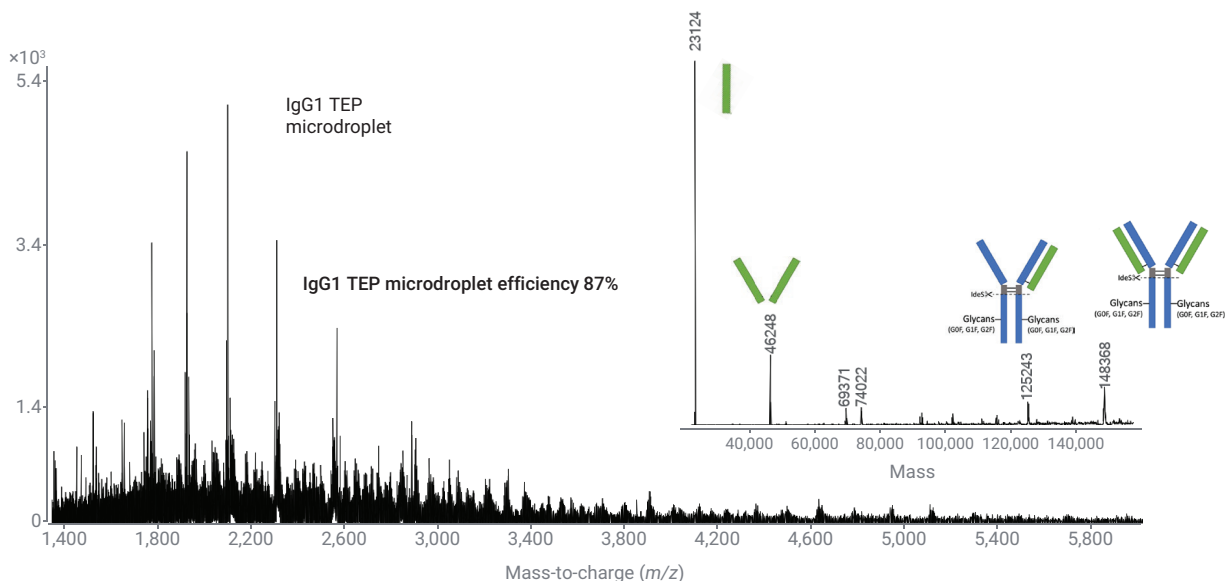 ×10³
5.4
3.4
1.4
0
IgG1 TEP
microdroplet
IgG1 TEP microdroplet efficiency 87%
1,400
1,800
2,200
2,600
3,000
3,400
3,800
4,200
4,600
5,000
5,400
5,800
Mass-to-charge (m/z)
23124
46248
69371
74022
125243
148368
IdeS
Glycans
(G0F, G1F, G2F)
Glycans
(G0F, G1F, G2F)
IdeS
Glycans
(G0F, G1F, G2F)
Glycans
(G0F, G1F, G2F)
40,000
60,000
80,000
100,000
120,000
140,000
Mass